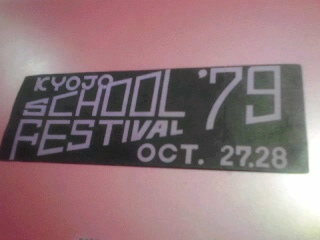 KYOJO
SCHOOL '79
FESTIVAL
OCT. 27.28